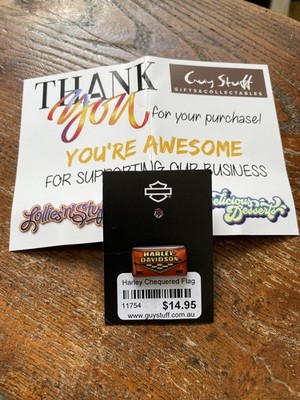 THANK
You
for your purchase!
Guy Stuff
GIFTS&COLLECTABLES
YOU'RE AWESOME
FOR SUPPORTING OUR BUSINESS
Lollies'n'Stuff
elicious
Desserts
HARLEY
DAVIDSON
Harley Chequered Flag
11754 $14.95
www.guystuff.com.au